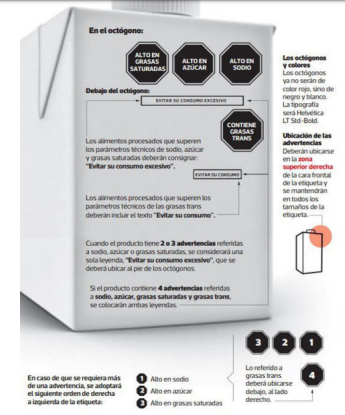 En el octógono:
ALTO EN
GRASAS
SATURADAS
ALTO EN
AZÚCAR
ALTO EN
SODIO
Debajo del octógono:
EVITAR SU CONSUMO EXCESIVO
CONTIENE
GRASAS
TRANS
Los alimentos procesados que superen
los parámetros técnicos de sodio, azúcar
y grasas saturadas deberán consignar:
"Evitar su consumo excesivo".
EVITAR SU CONSUMO
Los alimentos procesados que superen los
parámetros técnicos de las grasas trans
deberán incluir el texto "Evitar su consumo".
Cuando el producto tiene 2 o 3 advertencias referidas
a sodio, azúcar o grasas saturadas, se considerará una
sola leyenda, "Evitar su consumo excesivo", que se
deberá ubicar al pie de los octógonos.
Si el producto contiene 4 advertencias referidas
a sodio, azúcar, grasas saturadas y grasas trans,
se colocarán ambas leyendas.
Los octógonos
y colores
Los octógonos
ya no serán de
color rojo, sino de
negro y blanco.
La tipografía
será Helvética
LT Std-Bold.
Ubicación de las
advertencias
Deberán ubicarse
en la zona
superior derecha
de la cara frontal
de la etiqueta y
se mantendrán
en todos los
tamaños de la
etiqueta.
En caso de que se requiera más
de una advertencia, se adoptará
el siguiente orden de derecha
a izquierda de la etiqueta:
1 Alto en sodio
2 Alto en azúcar
3 Alto en grasas saturadas
3 2 1
Lo referido a
grasas trans
deberá ubicarse
debajo, al lado
derecho.
4